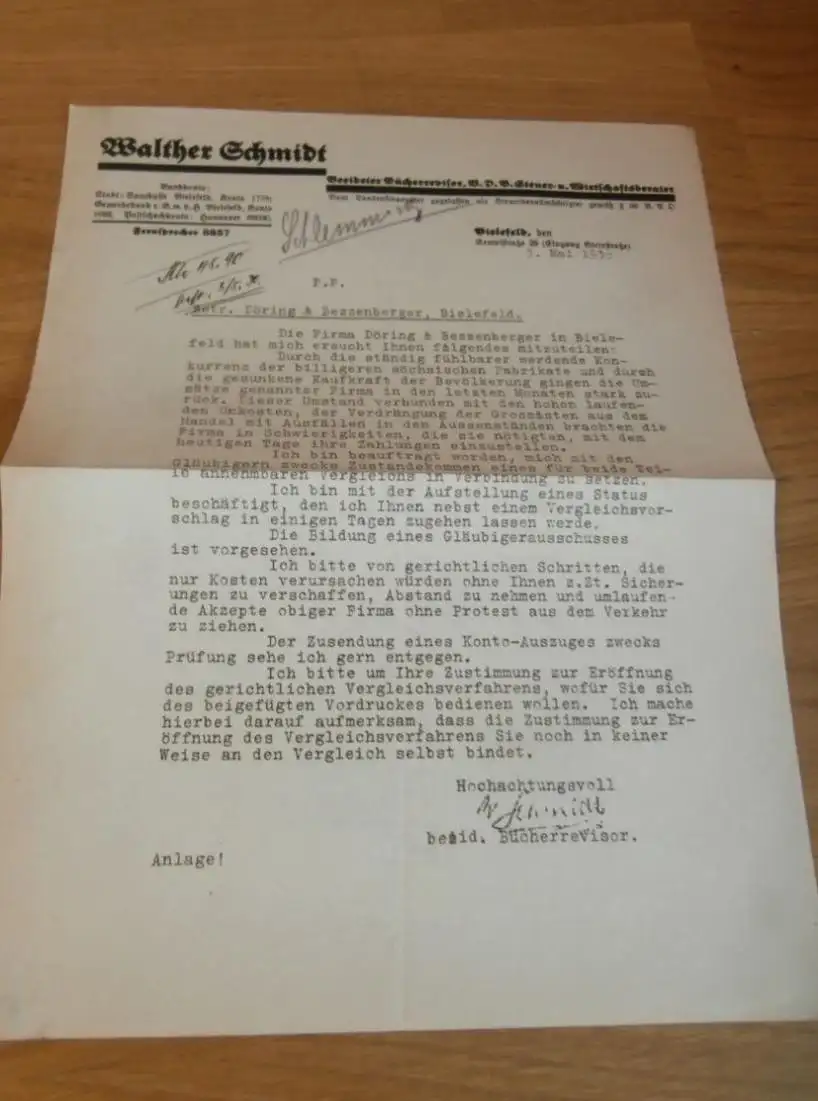 Walther Schmidt
Beeideter Bücherrevisor, V.D.B. Steuer- u. Wirtschaftsberater
Bankkonto:
Fernsprecher 8857
Bielefeld, den
5. Mai
P.P.
Betr. Döring & Bessenberger, Bielefeld.
Die Firma Döring & Bessenberger in Biele-
feld hat mich ersucht Ihnen folgendes mitzuteilen:
Durch die ständig fühlbarer werdende Kon-
kurrenz der billigeren sächsischen Fabrikate und durch
die gesunkene Kaufkraft der Bevölkerung gingen die Um-
sätze genannter Firma in den letzten Monaten stark zu-
rück. Dieser Umstand verbunden mit den hohen laufen-
den Unkosten, der Verdrängung der Grossisten aus dem
Handel mit Ausfällen in den Aussenständen brachten die
Firma in Schwierigkeiten, die sie nötigten, mit dem
heutigen Tage ihre Zahlungen einzustellen.
Ich bin beauftragt worden, mich mit den
Gläubigern zwecks Zustandekommen eines für beide Tei-
le annehmbaren Vergleichs in Verbindung zu setzen.
Ich bin mit der Aufstellung eines Status
beschäftigt, den ich Ihnen nebst einem Vergleichsvor-
schlag in einigen Tagen zugehen lassen werde.
Die Bildung eines Gläubigerausschusses
ist vorgesehen.
Ich bitte von gerichtlichen Schritten, die
nur Kosten verursachen würden ohne Ihnen z.Zt. Sicher-
ungen zu verschaffen, Abstand zu nehmen und umlaufen-
de Akzepte obiger Firma ohne Protest aus dem Verkehr
zu ziehen.
Der Zusendung eines Konto-Auszuges zwecks
Prüfung sehe ich gern entgegen.
Ich bitte um Ihre Zustimmung zur Eröffnung
des gerichtlichen Vergleichsverfahrens, wofür Sie sich
des beigefügten Vordruckes bedienen wollen. Ich mache
hierbei darauf aufmerksam, dass die Zustimmung zur Er-
öffnung des Vergleichsverfahrens Sie noch in keiner
Weise an den Vergleich selbst bindet.
Hochachtungsvoll
Schmidt
beeid. Bücherrevisor.
Anlage!